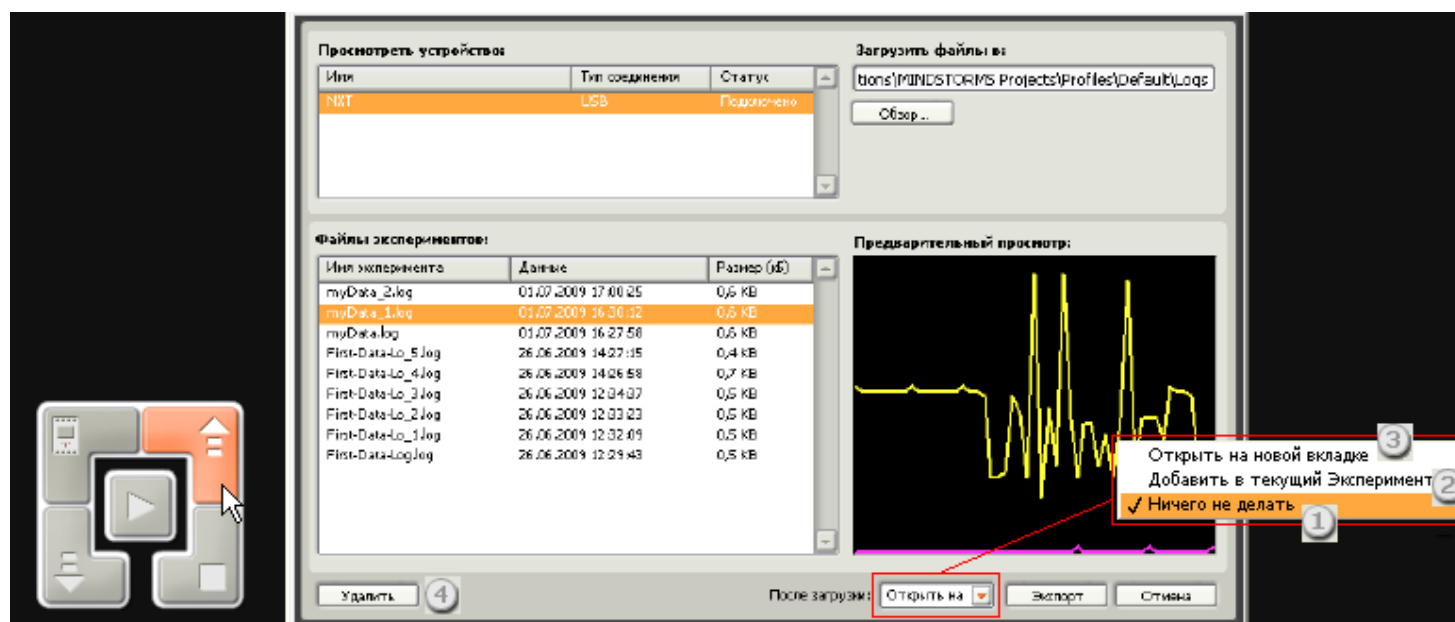 Просмотреть устройство:
Имя Тип соединения Статус
NXT USB Подключено
Загрузить файлы в:
tions\MINDSTORMS Projects\Profiles\Default\Logs
Обзор...
Файлы экспериментов:
Имя эксперимента Данные Размер (кБ)
myData_2.log 01.07.2009 17:00:25 0,6 KB
myData_1.log 01.07.2009 16:30:12 0,6 KB
myData.log 01.07.2009 16:27:58 0,6 KB
First-Data-Lo_5.log 26.06.2009 14:27:15 0,4 KB
First-Data-Lo_4.log 26.06.2009 14:26:58 0,7 KB
First-Data-Lo_3.log 26.06.2009 12:34:37 0,5 KB
First-Data-Lo_2.log 26.06.2009 12:33:23 0,5 KB
First-Data-Lo_1.log 26.06.2009 12:32:09 0,5 KB
First-Data-Log.log 26.06.2009 12:29:43 0,5 KB
Предварительный просмотр:
Открыть на новой вкладке 3
Добавить в текущий Эксперимент 2
✓ Ничего не делать 1
Удалить 4
После загрузки: Открыть на Экспорт Отмена